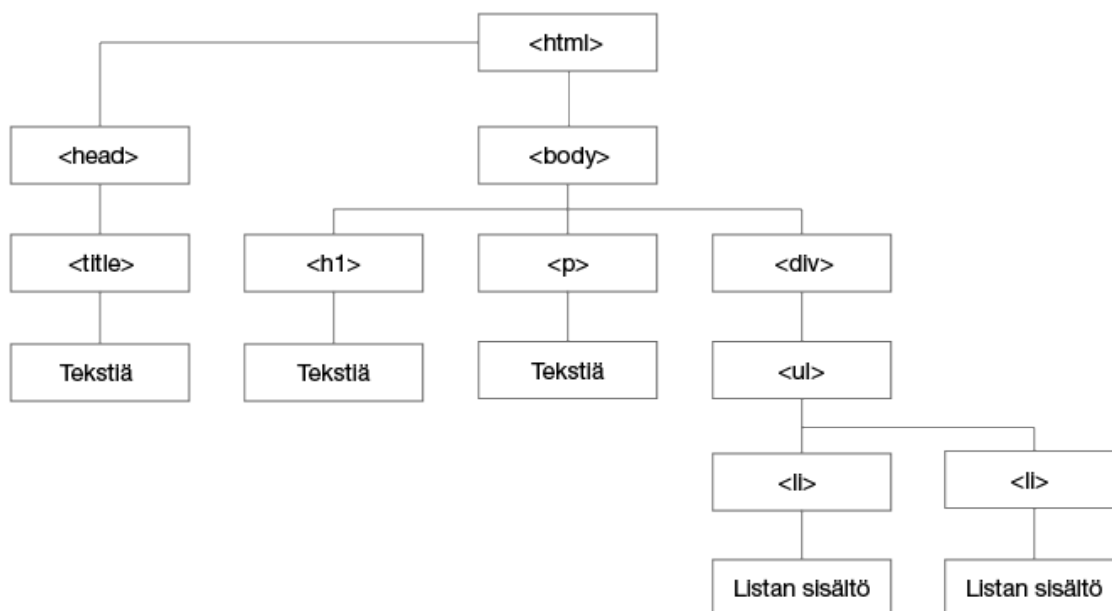 <html>
<head>
<body>
<title>
<h1>
<p>
<div>
Tekstiä
Tekstiä
Tekstiä
<ul>
<li>
<li>
Listan sisältö
Listan sisältö